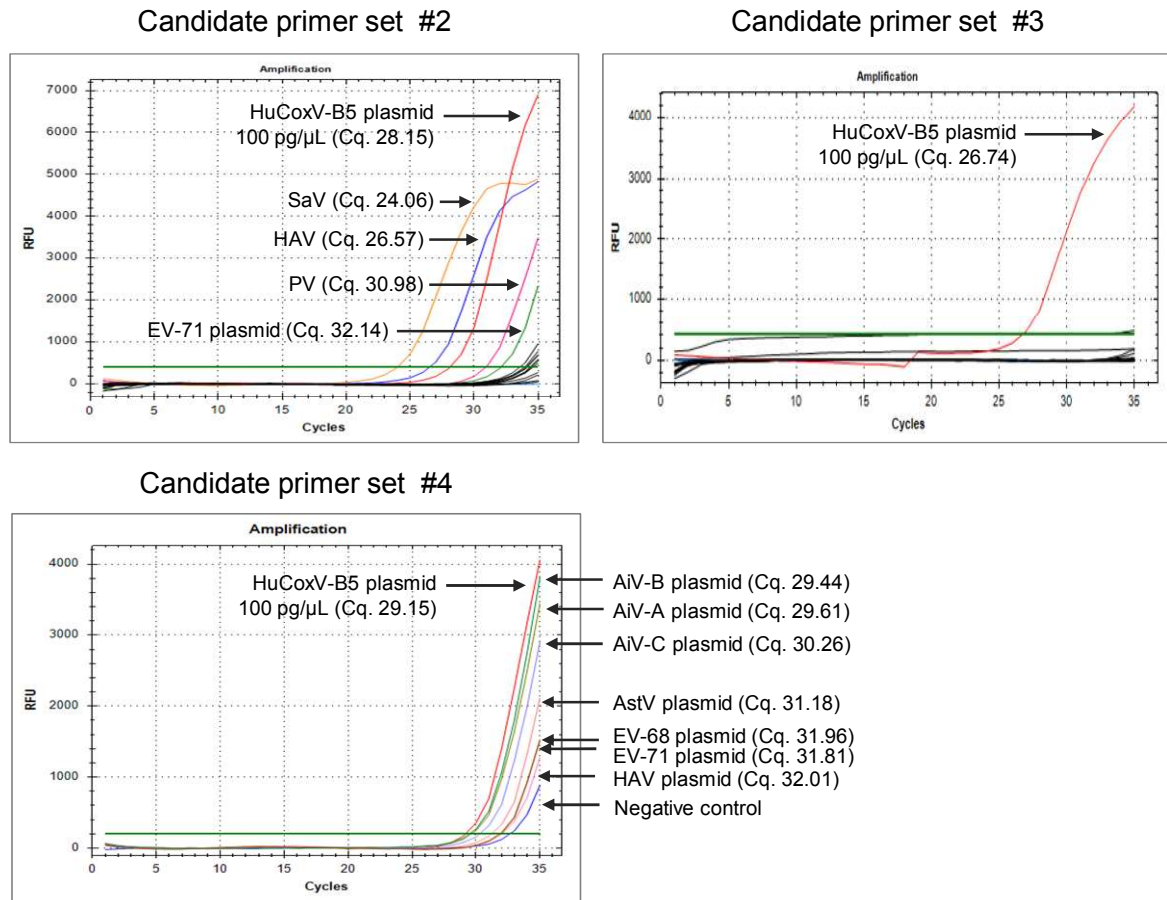 Candidate primer set #2
Amplification
HuCoxV-B5 plasmid
100 pg/µL (Cq. 28.15)
SaV (Cq. 24.06)
HAV (Cq. 26.57)
PV (Cq. 30.98)
EV-71 plasmid (Cq. 32.14)
RFU
7000
6000
5000
4000
3000
2000
1000
0
0 5 10 15 20 25 30 35
Cycles
Candidate primer set #3
Amplification
HuCoxV-B5 plasmid
100 pg/µL (Cq. 26.74)
RFU
4000
3000
2000
1000
0
0 5 10 15 20 25 30 35
Cycles
Candidate primer set #4
Amplification
HuCoxV-B5 plasmid
100 pg/µL (Cq. 29.15)
RFU
4000
3000
2000
1000
0
0 5 10 15 20 25 30 35
Cycles
AiV-B plasmid (Cq. 29.44)
AiV-A plasmid (Cq. 29.61)
AiV-C plasmid (Cq. 30.26)
AstV plasmid (Cq. 31.18)
EV-68 plasmid (Cq. 31.96)
EV-71 plasmid (Cq. 31.81)
HAV plasmid (Cq. 32.01)
Negative control